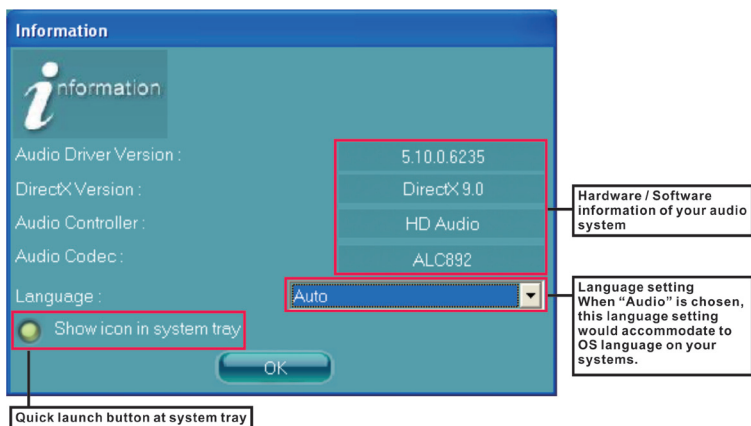 Information
information
Audio Driver Version : 5.10.0.6235
DirectX Version : DirectX 9.0
Audio Controller : HD Audio
Audio Codec : ALC892
Language : Auto
Show icon in system tray
OK
Hardware / Software
information of your audio
system
Language setting
When “Audio” is chosen,
this language setting
would accommodate to
OS language on your
systems.
Quick launch button at system tray